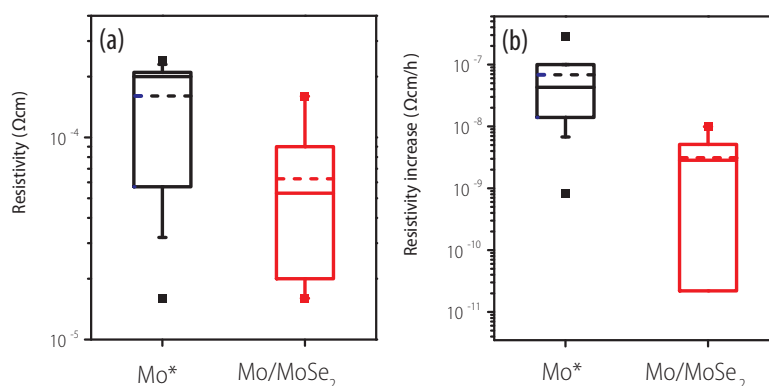 (a)
Resistivity (Ωcm)
10⁻⁴
10⁻⁵
Mo*
Mo/MoSe₂
(b)
Resistivity increase (Ωcm/h)
10⁻⁷
10⁻⁸
10⁻⁹
10⁻¹⁰
10⁻¹¹
Mo*
Mo/MoSe₂